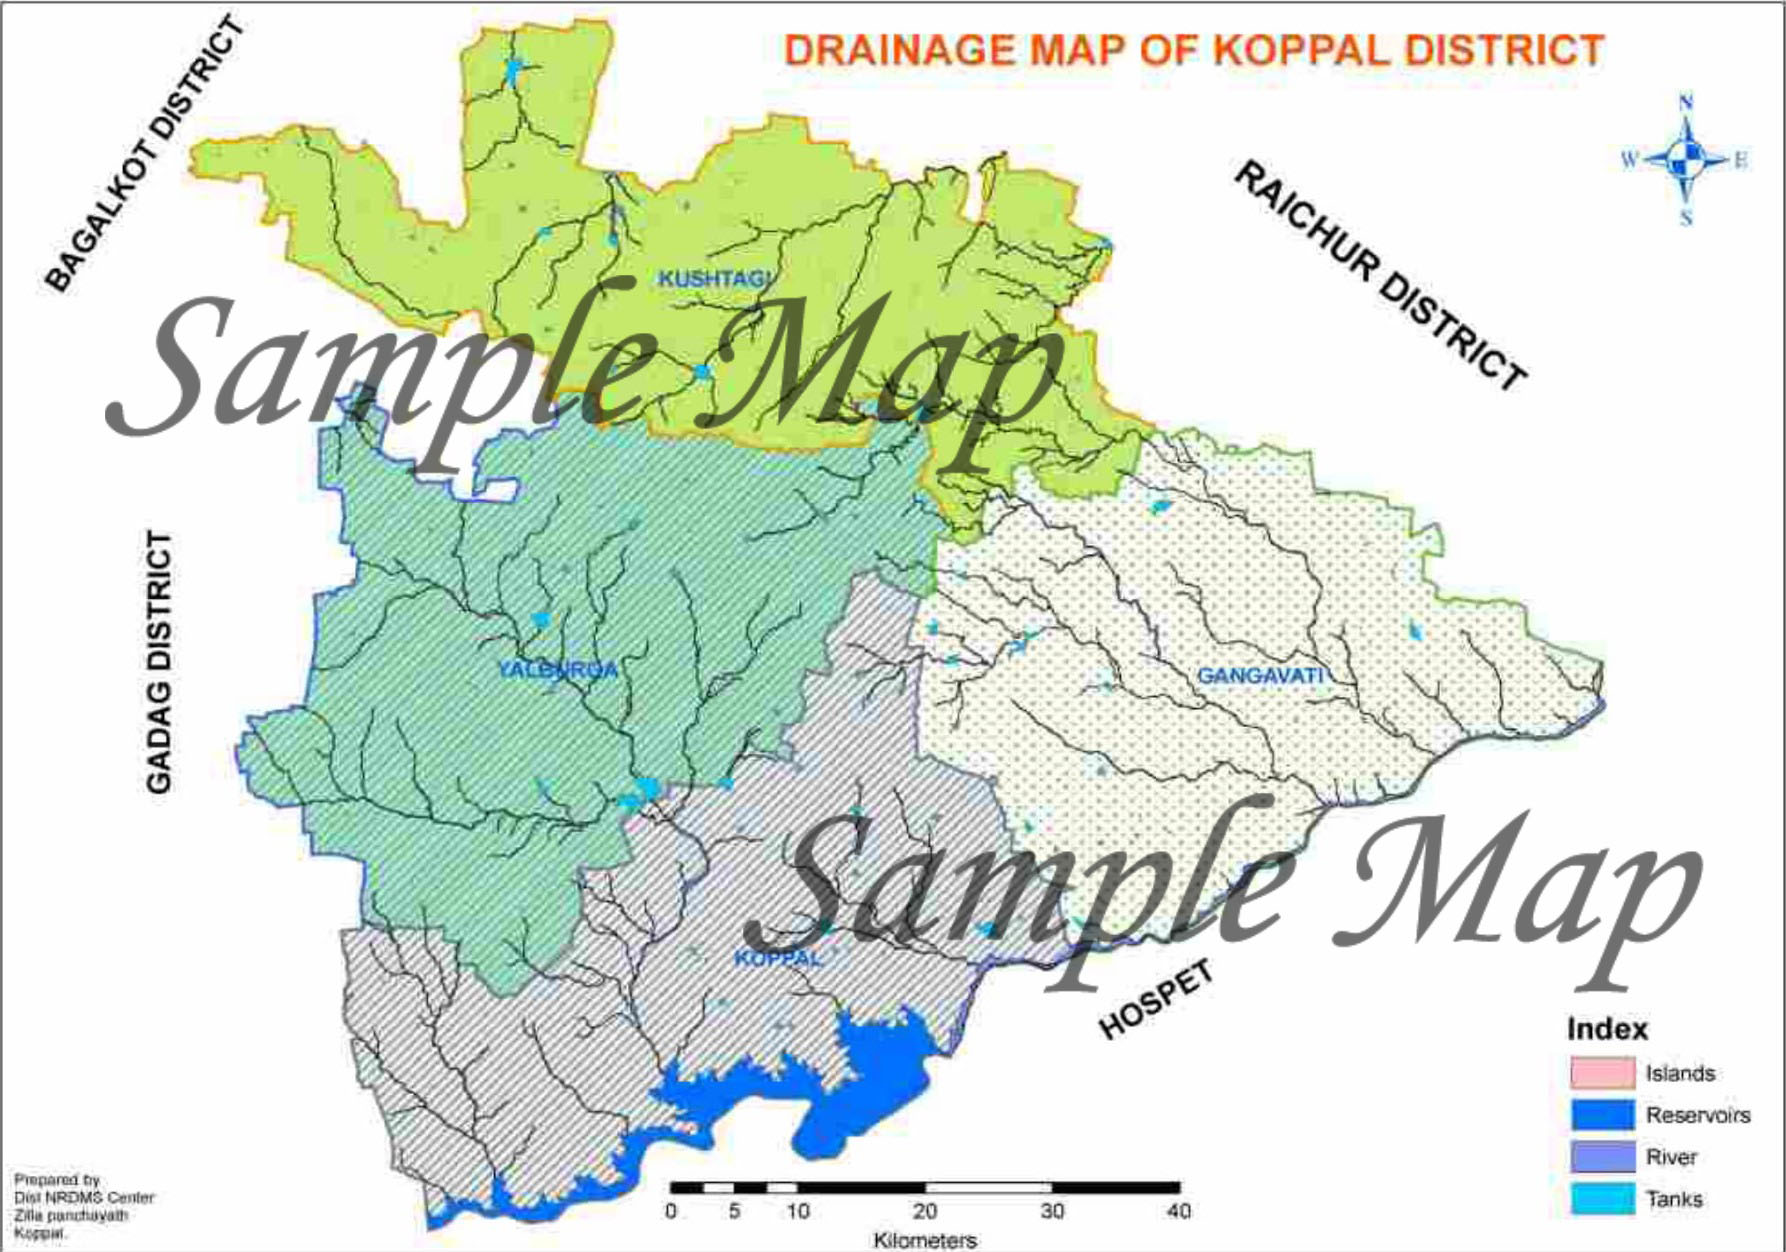 DRAINAGE MAP OF KOPPAL DISTRICT
BAGALKOT DISTRICT
N
W E
S
RAICHUR DISTRICT
KUSHTAGI
Sample Map
GADAG DISTRICT
YALBURGA
GANGAVATI
Sample Map
KOPPAL
HOSPET
Index
Islands
Reservoirs
River
Tanks
Prepared by
Dist NRDMS Center
Zilla panchayath
Koppal.
0 5 10 20 30 40
Kilometers